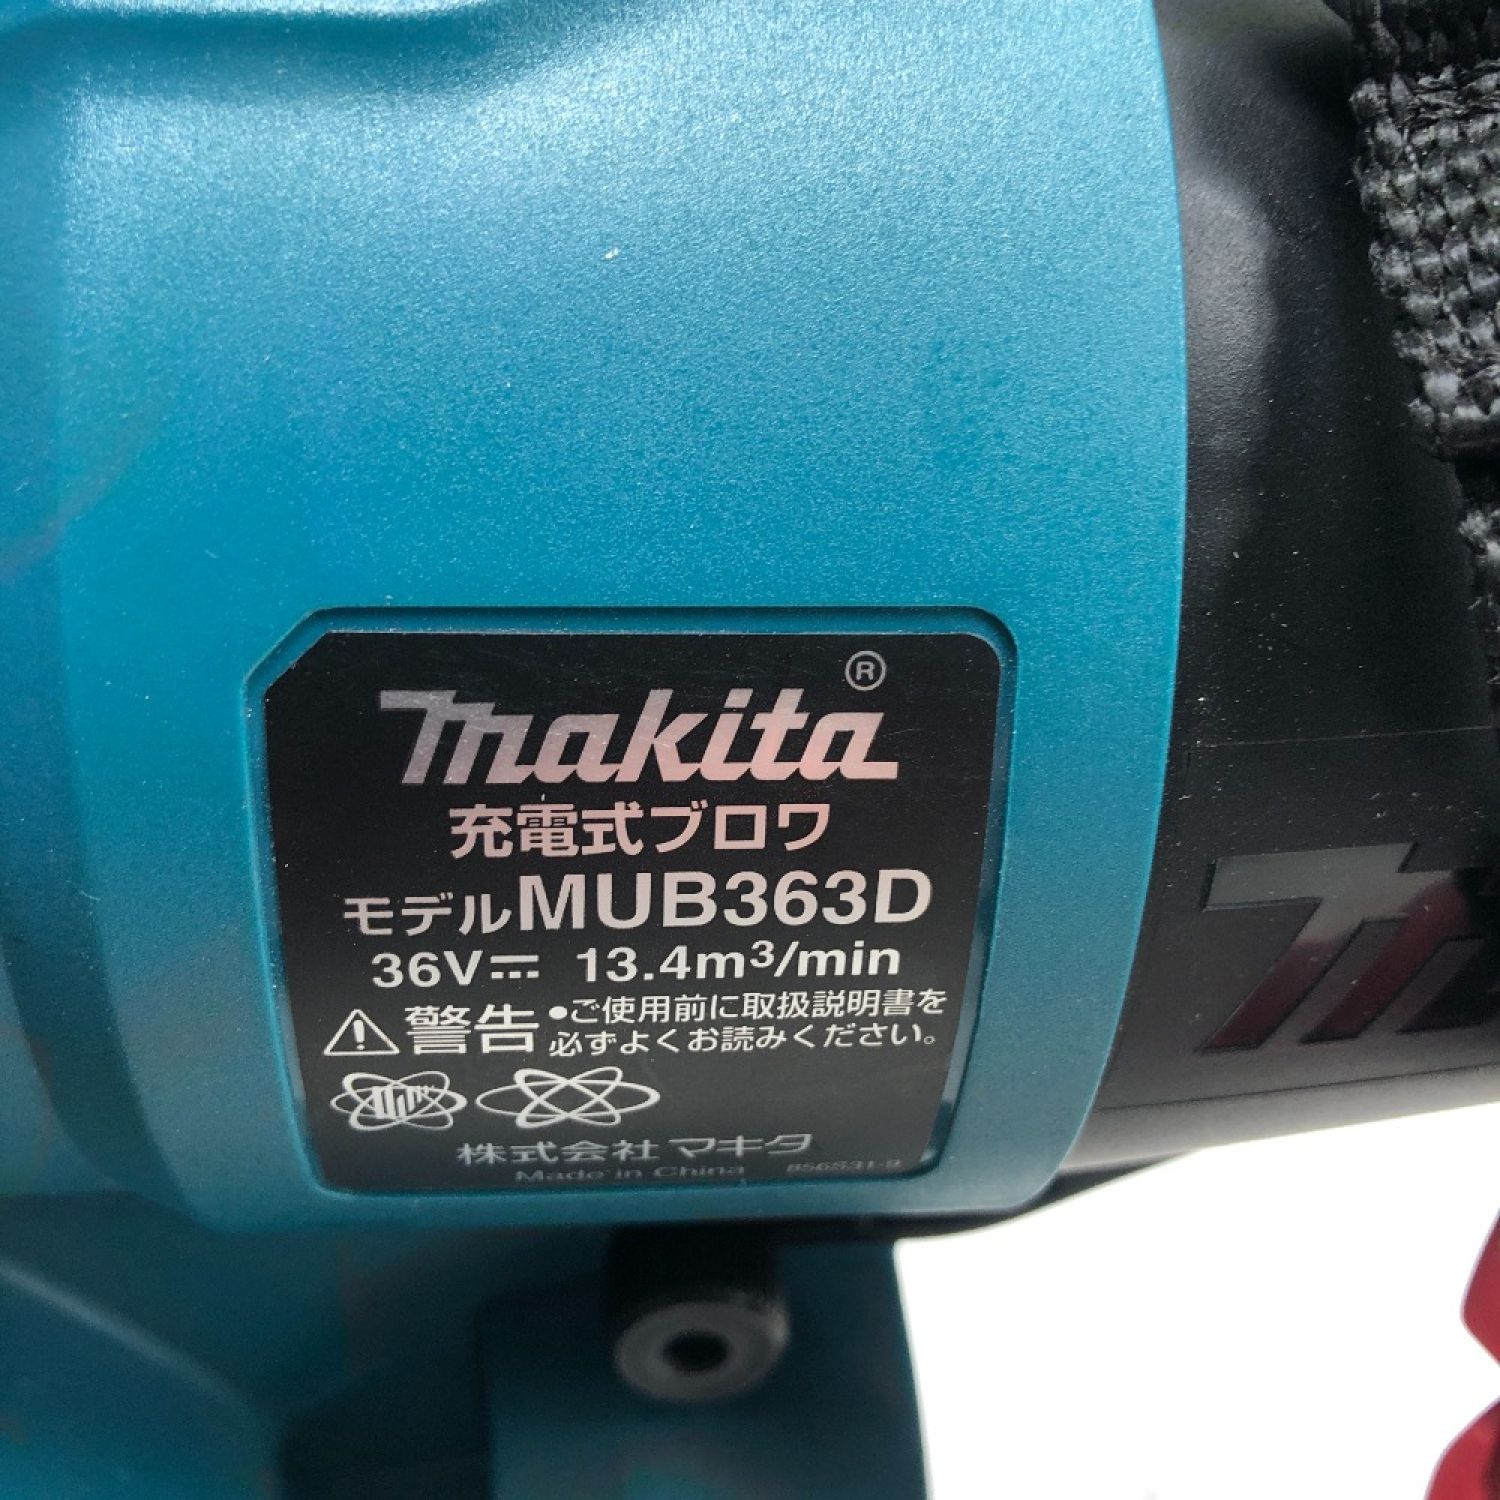 makita®
充電式ブロワ
モデルMUB363D
36V⎓ 13.4m³/min
警告 •ご使用前に取扱説明書を
必ずよくお読みください。
株式会社マキタ
Made in China 856S31-9